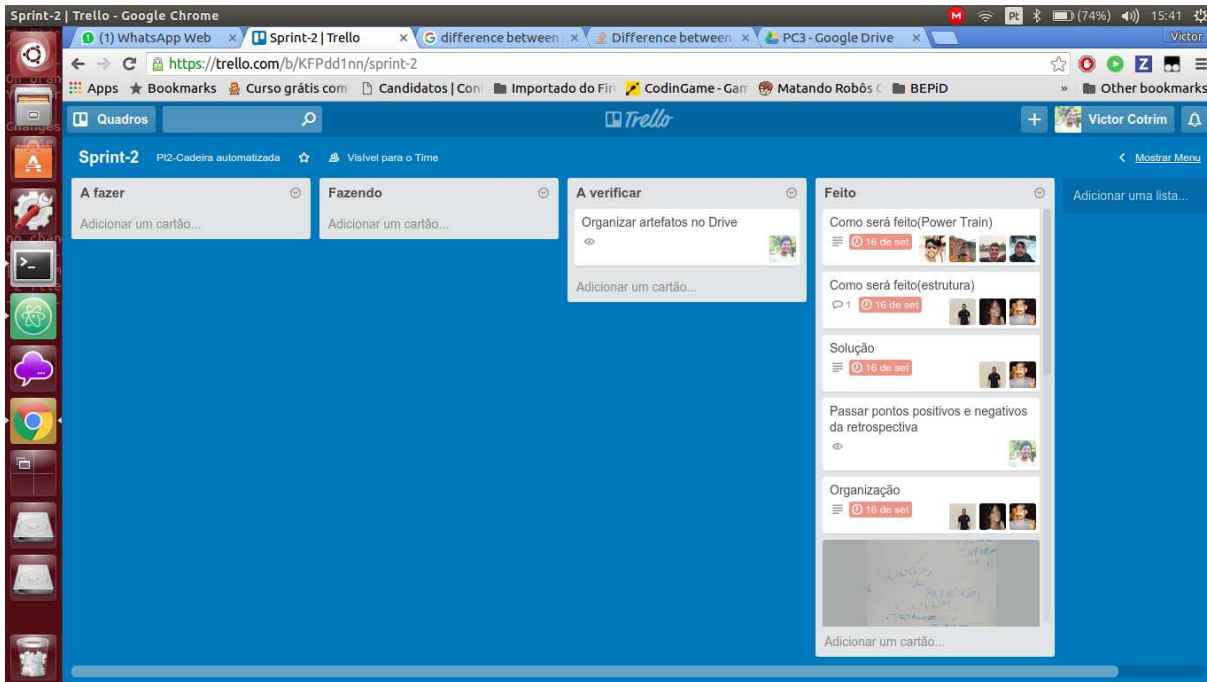 Sprint-2 | Trello - Google Chrome
Pt
(74%)
15:41
(1) WhatsApp Web
Sprint-2 | Trello
difference between
Difference between
PC3 - Google Drive
Victor
https://trello.com/b/KFPdd1nn/sprint-2
Apps
Bookmarks
Curso grátis com
Candidatos | Con
Importado do Fir
CodinGame - Gam
Matando Robôs
BEPiD
»
Other bookmarks
Quadros
Trello
Victor Cotrim
Sprint-2
PI2-Cadeira automatizada
Visível para o Time
Mostrar Menu
A fazer
Adicionar um cartão...
Fazendo
Adicionar um cartão...
A verificar
Organizar artefatos no Drive
Adicionar um cartão...
Feito
Como será feito(Power Train)
16 de set
Como será feito(estrutura)
1
16 de set
Solução
16 de set
Passar pontos positivos e negativos
da retrospectiva
Organização
16 de set
Adicionar um cartão...
Adicionar uma lista...